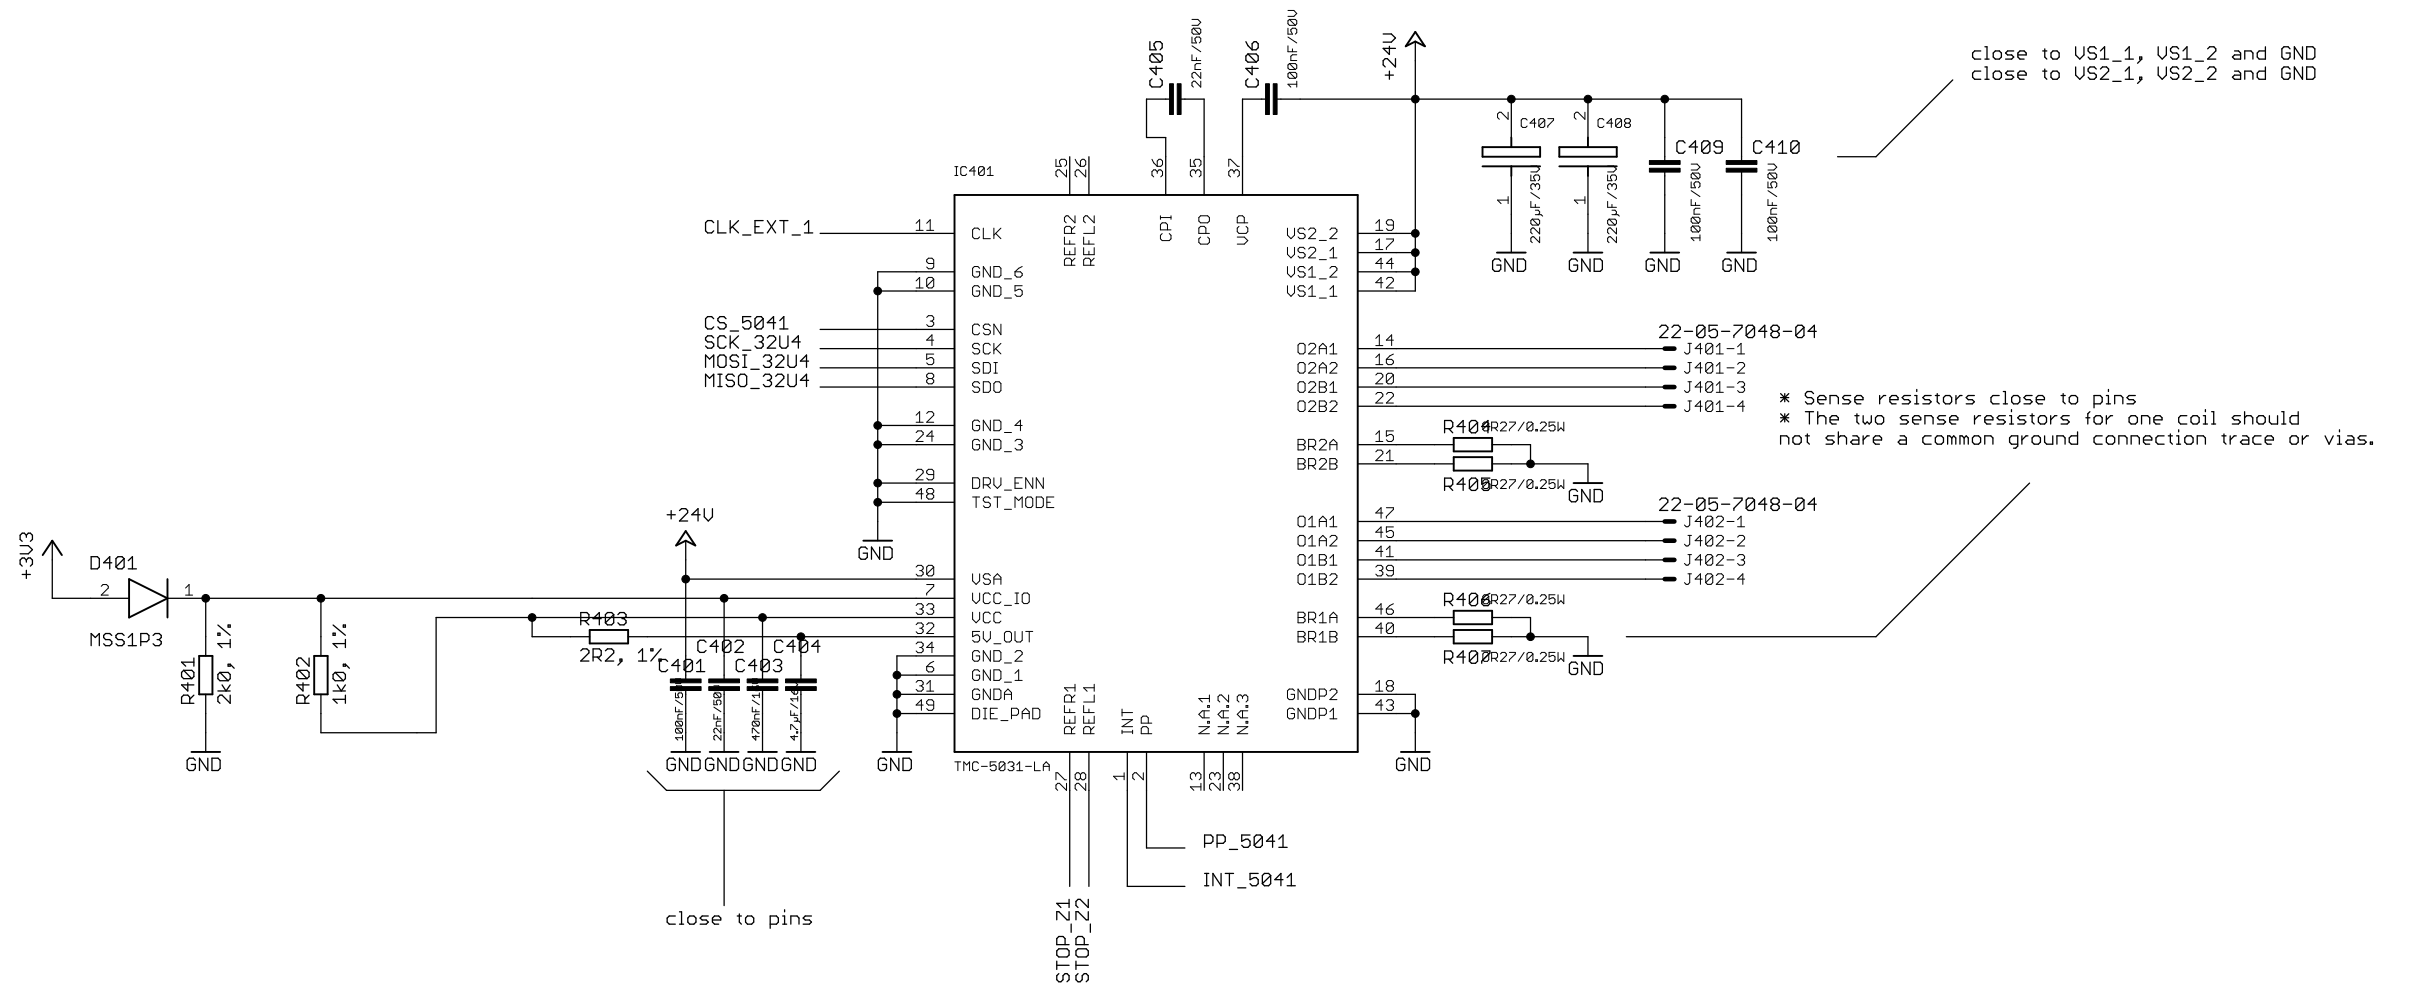 close to VS1_1, VS1_2 and GND
close to VS2_1, VS2_2 and GND
C405
22nF/50V
C406
100nF/50V
+24V
2
C407
1
220µF/35V
GND
2
C408
1
220µF/35V
GND
C409
100nF/50V
GND
C410
100nF/50V
GND
IC401
25
26
36
35
37
REFR2
REFL2
CPI
CPO
VCP
CLK_EXT_1
11
CLK
9
GND_6
10
GND_5
CS_5041
3
CSN
SCK_32U4
4
SCK
MOSI_32U4
5
SDI
MISO_32U4
8
SDO
12
GND_4
24
GND_3
29
DRV_ENN
48
TST_MODE
GND
VS2_2
19
VS2_1
17
VS1_2
44
VS1_1
42
22-05-7048-04
O2A1
14
J401-1
O2A2
16
J401-2
O2B1
20
J401-3
O2B2
22
J401-4
* Sense resistors close to pins
* The two sense resistors for one coil should
not share a common ground connection trace or vias.
BR2A
15
R404
R27/0.25W
BR2B
21
R405
R27/0.25W
GND
22-05-7048-04
O1A1
47
J402-1
O1A2
45
J402-2
O1B1
41
J402-3
O1B2
39
J402-4
BR1A
46
R406
R27/0.25W
BR1B
40
R407
R27/0.25W
GND
GNDP2
18
GNDP1
43
GND
+3V3
D401
2
1
MSS1P3
R401
2k0, 1%
GND
R402
1k0, 1%
+24V
R403
2R2, 1%
30
VSA
7
VCC_IO
33
VCC
32
5V_OUT
34
GND_2
6
GND_1
31
GNDA
49
DIE_PAD
GND
C401
C402
C403
C404
22nF/50V
GND
GND
GND
GND
close to pins
REFR1
REFL1
INT
PP
N.A.1
N.A.2
N.A.3
TMC-5031-LA
27
28
1
2
13
23
38
PP_5041
INT_5041
STOP_Z1
STOP_Z2